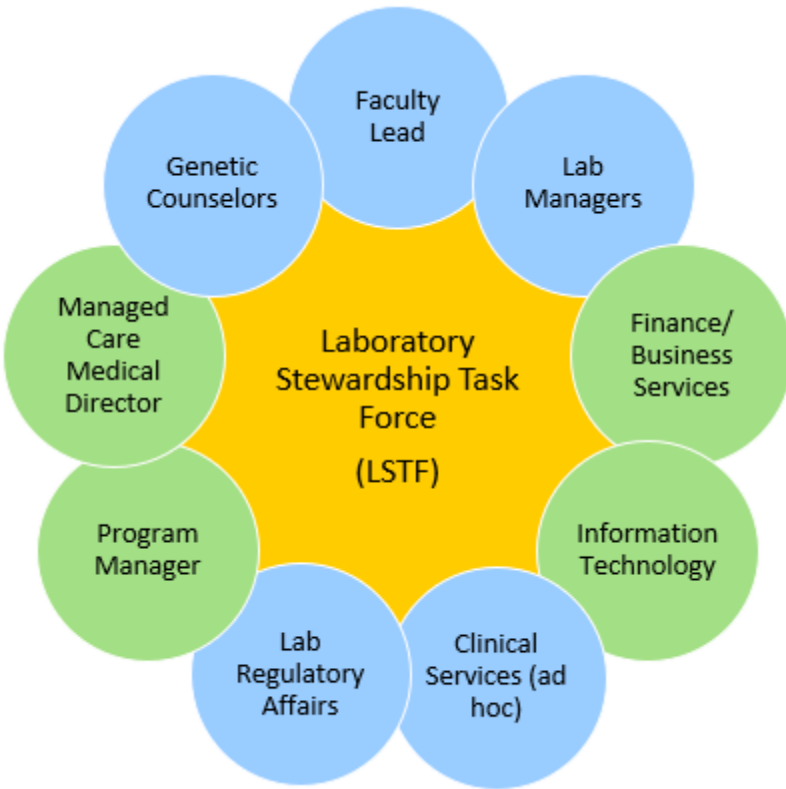 Faculty
Lead
Lab
Managers
Finance/
Business
Services
Information
Technology
Clinical
Services (ad
hoc)
Lab
Regulatory
Affairs
Program
Manager
Managed
Care
Medical
Director
Genetic
Counselors
Laboratory
Stewardship Task
Force
(LSTF)